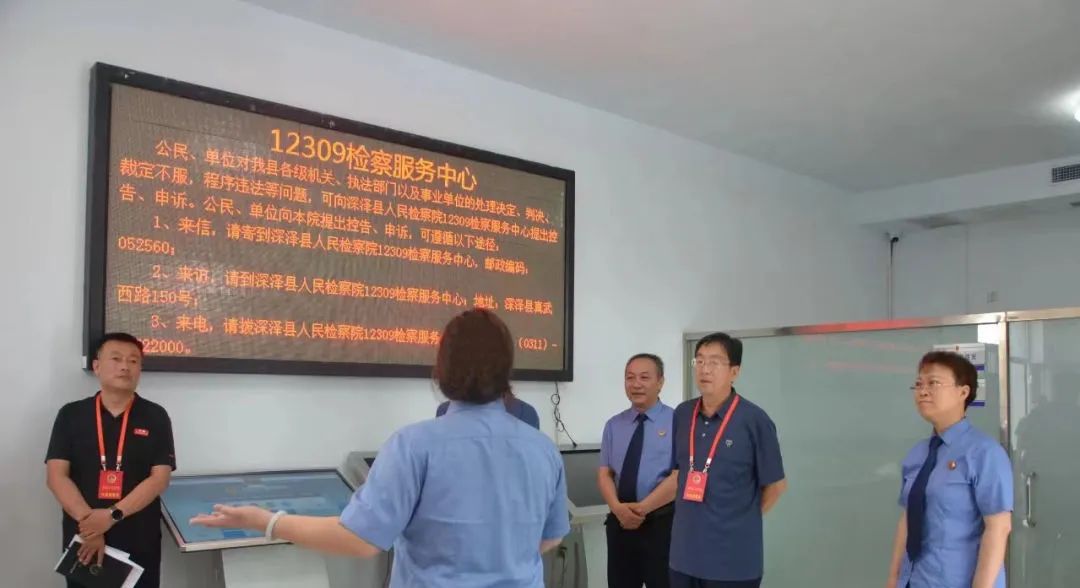 12309检察服务中心
公民、单位对我县各级机关、执法部门以及事业单位的处理决定、判决、
裁定不服，程序违法等问题，可向深泽县人民检察院12309检察服务中心提出控
告、申诉。公民、单位向本院提出控告、申诉，可遵循以下途径：
1、来信，请寄到深泽县人民检察院12309检察服务中心，邮政编码：
052560；
2、来访，请到深泽县人民检察院12309检察服务中心；地址：深泽县真武
西路150号；
3、来电，请拨深泽县人民检察院12309检察服务 （0311）-
22000。